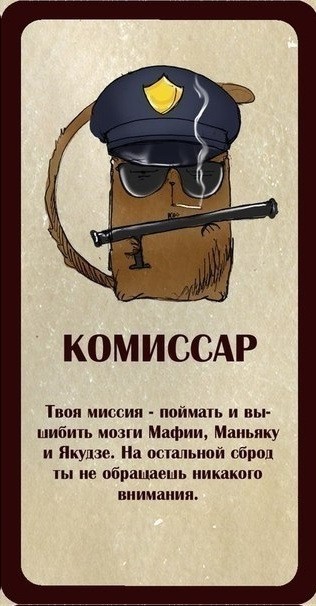 КОМИССАР
Твоя миссия - поймать и вы-
шибить мозги Мафии, Маньяку
и Якудзе. На остальной сброд
ты не обращаешь никакого
внимания.